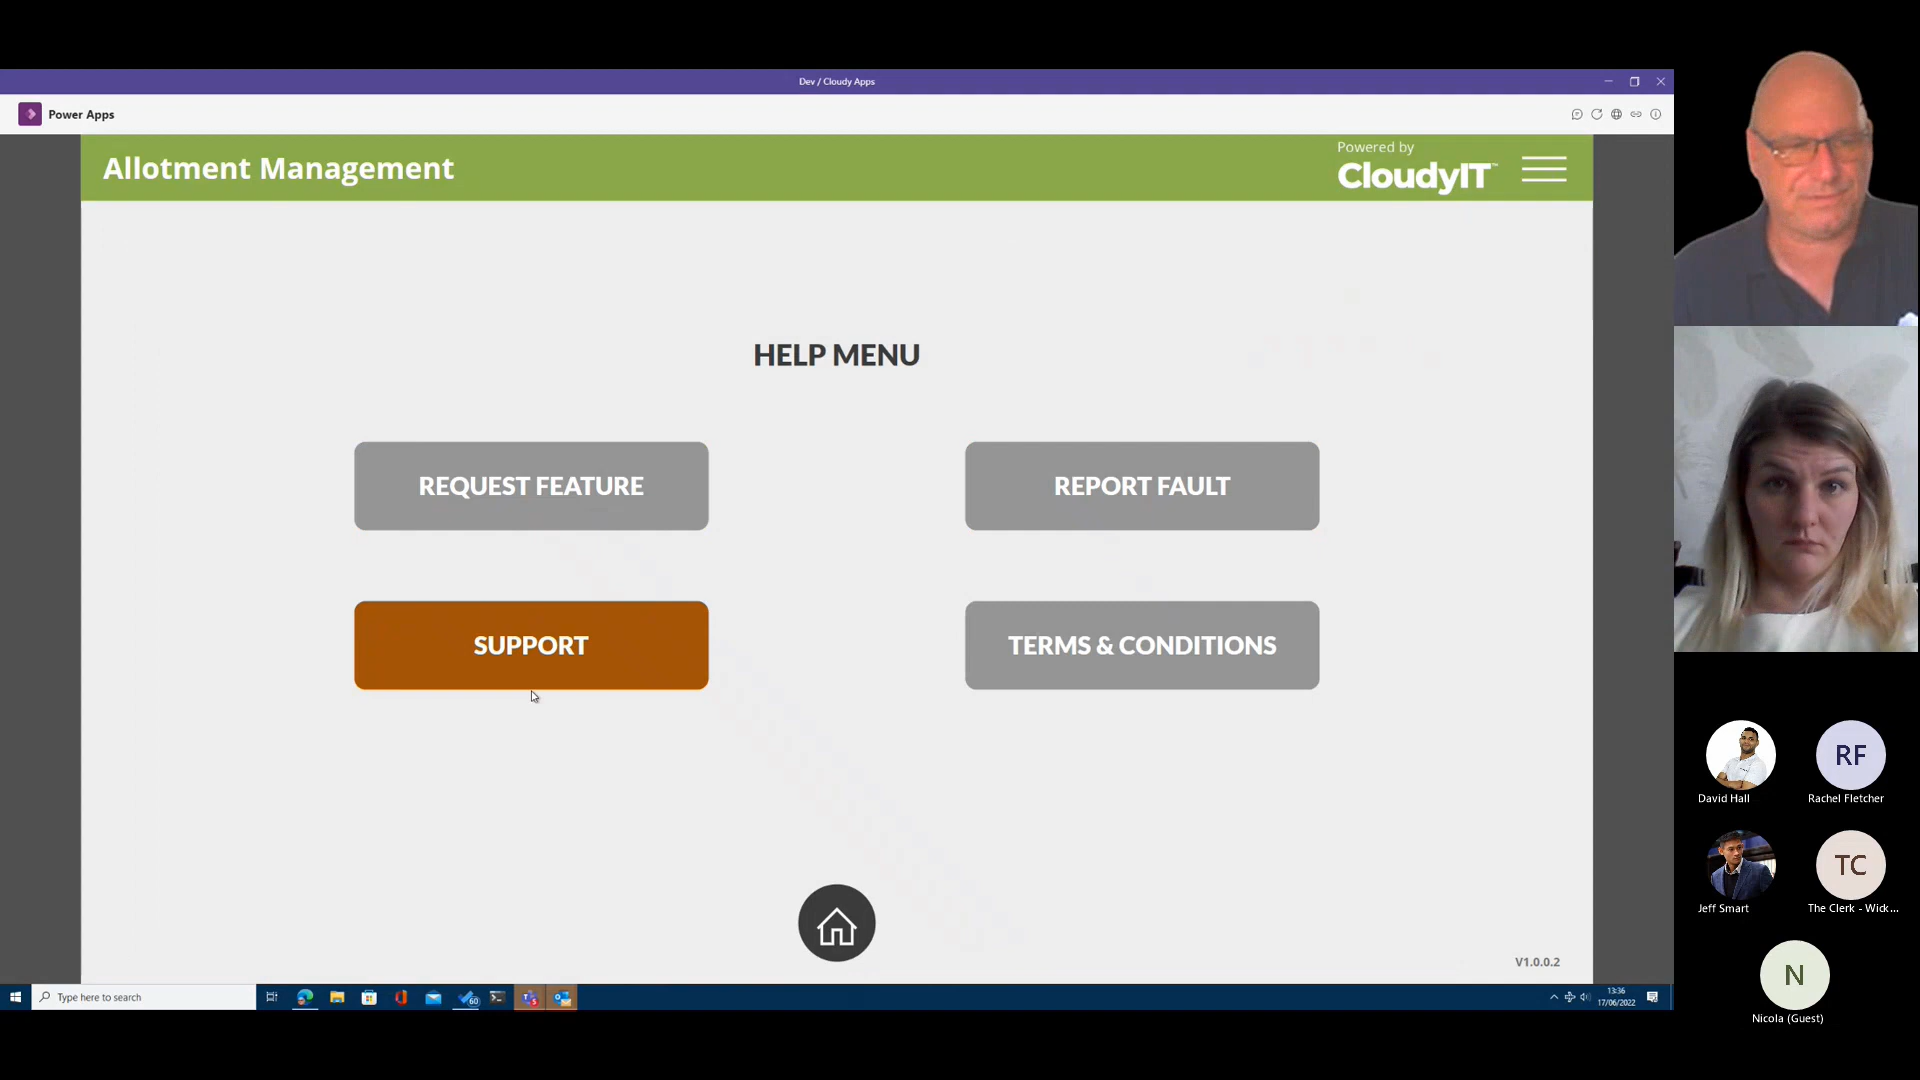 Dev / Cloudy Apps
Power Apps
Allotment Management
Powered by
CloudyIT™
HELP MENU
REQUEST FEATURE
REPORT FAULT
SUPPORT
TERMS & CONDITIONS
V1.0.0.2
Type here to search
60
13:36
17/06/2022
RF
David Hall
Rachel Fletcher
TC
Jeff Smart
The Clerk - Wick...
N
Nicola (Guest)